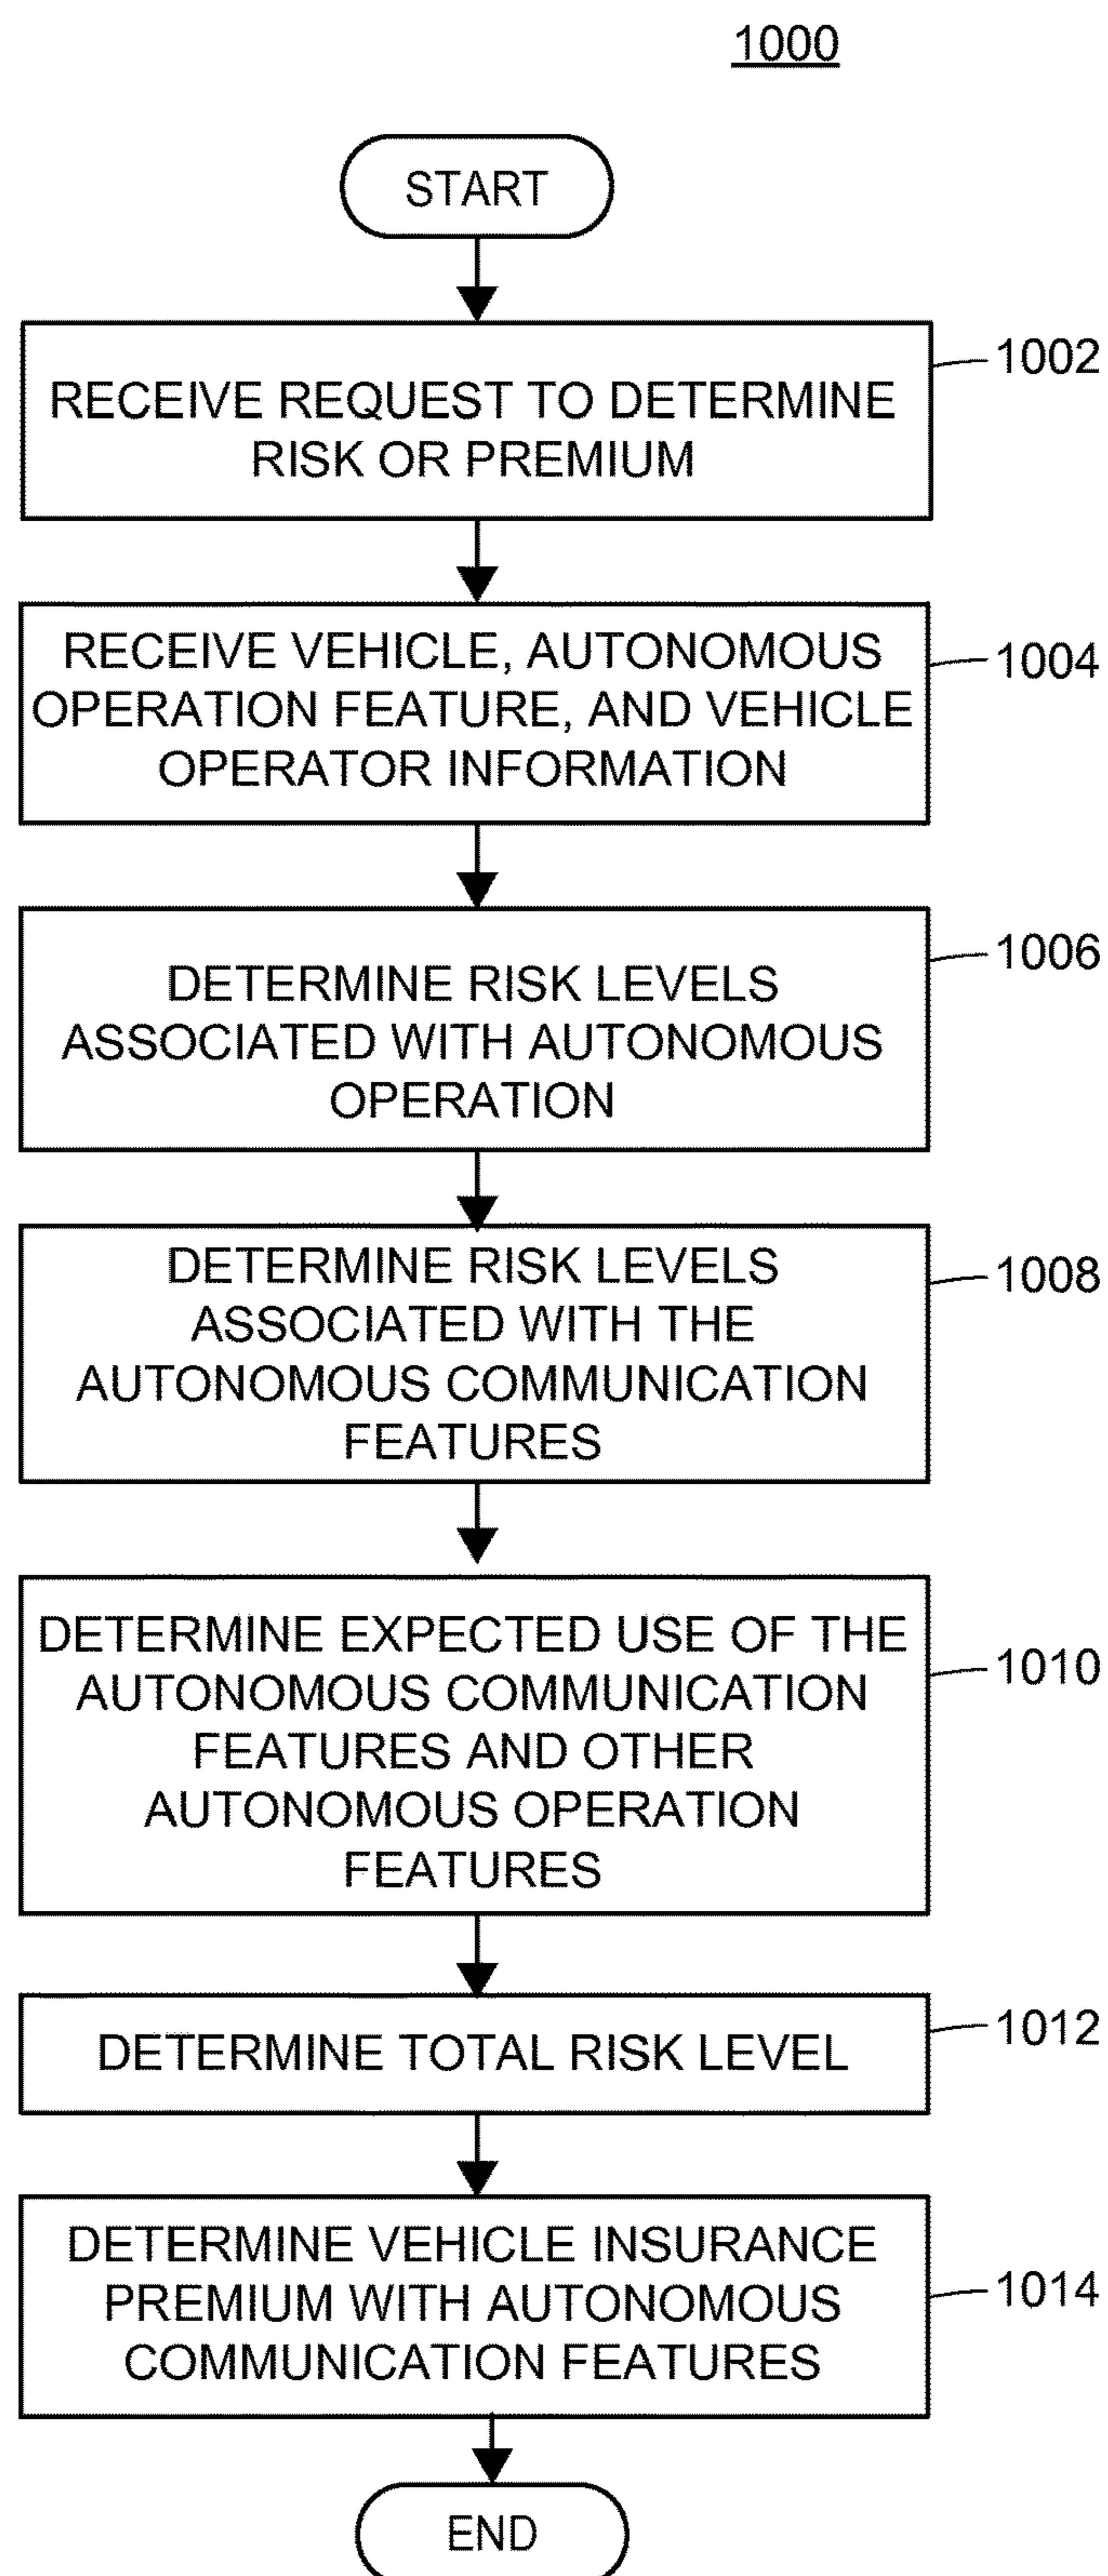 1000
START
RECEIVE REQUEST TO DETERMINE
RISK OR PREMIUM
1002
RECEIVE VEHICLE, AUTONOMOUS
OPERATION FEATURE, AND VEHICLE
OPERATOR INFORMATION
1004
DETERMINE RISK LEVELS
ASSOCIATED WITH AUTONOMOUS
OPERATION
1006
DETERMINE RISK LEVELS
ASSOCIATED WITH THE
AUTONOMOUS COMMUNICATION
FEATURES
1008
DETERMINE EXPECTED USE OF THE
AUTONOMOUS COMMUNICATION
FEATURES AND OTHER
AUTONOMOUS OPERATION
FEATURES
1010
DETERMINE TOTAL RISK LEVEL
1012
DETERMINE VEHICLE INSURANCE
PREMIUM WITH AUTONOMOUS
COMMUNICATION FEATURES
1014
END